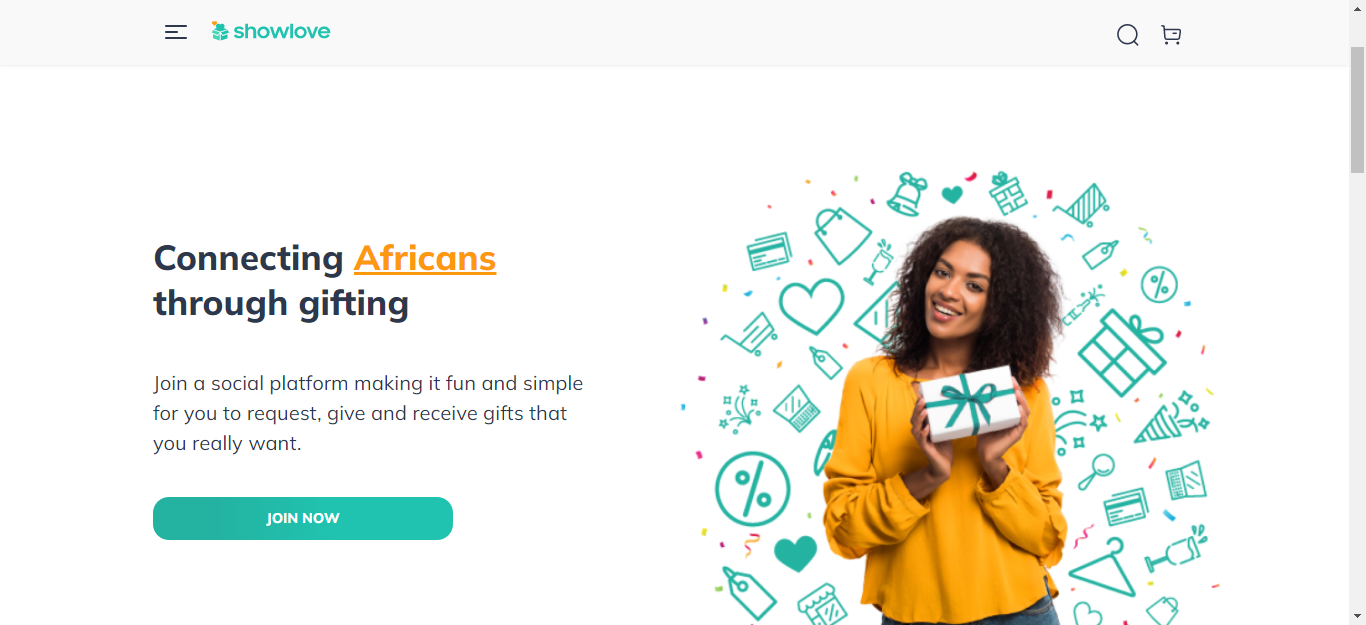 showlove
Connecting Africans
through gifting
Join a social platform making it fun and simple
for you to request, give and receive gifts that
you really want.
JOIN NOW